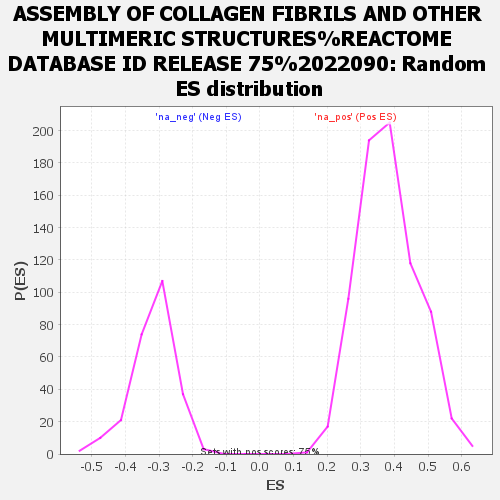 ASSEMBLY OF COLLAGEN FIBRILS AND OTHER
MULTIMERIC STRUCTURES%REACTOME
DATABASE ID RELEASE 75%2022090: Random
ES distribution
'na_neg' (Neg ES) 'na_pos' (Pos ES)
200
180
160
140
120
100
80
60
40
20
0
P(ES)
Sets with pos scores: 75%
-0.5 -0.4 -0.3 -0.2 -0.1 0.0 0.1 0.2 0.3 0.4 0.5 0.6
ES